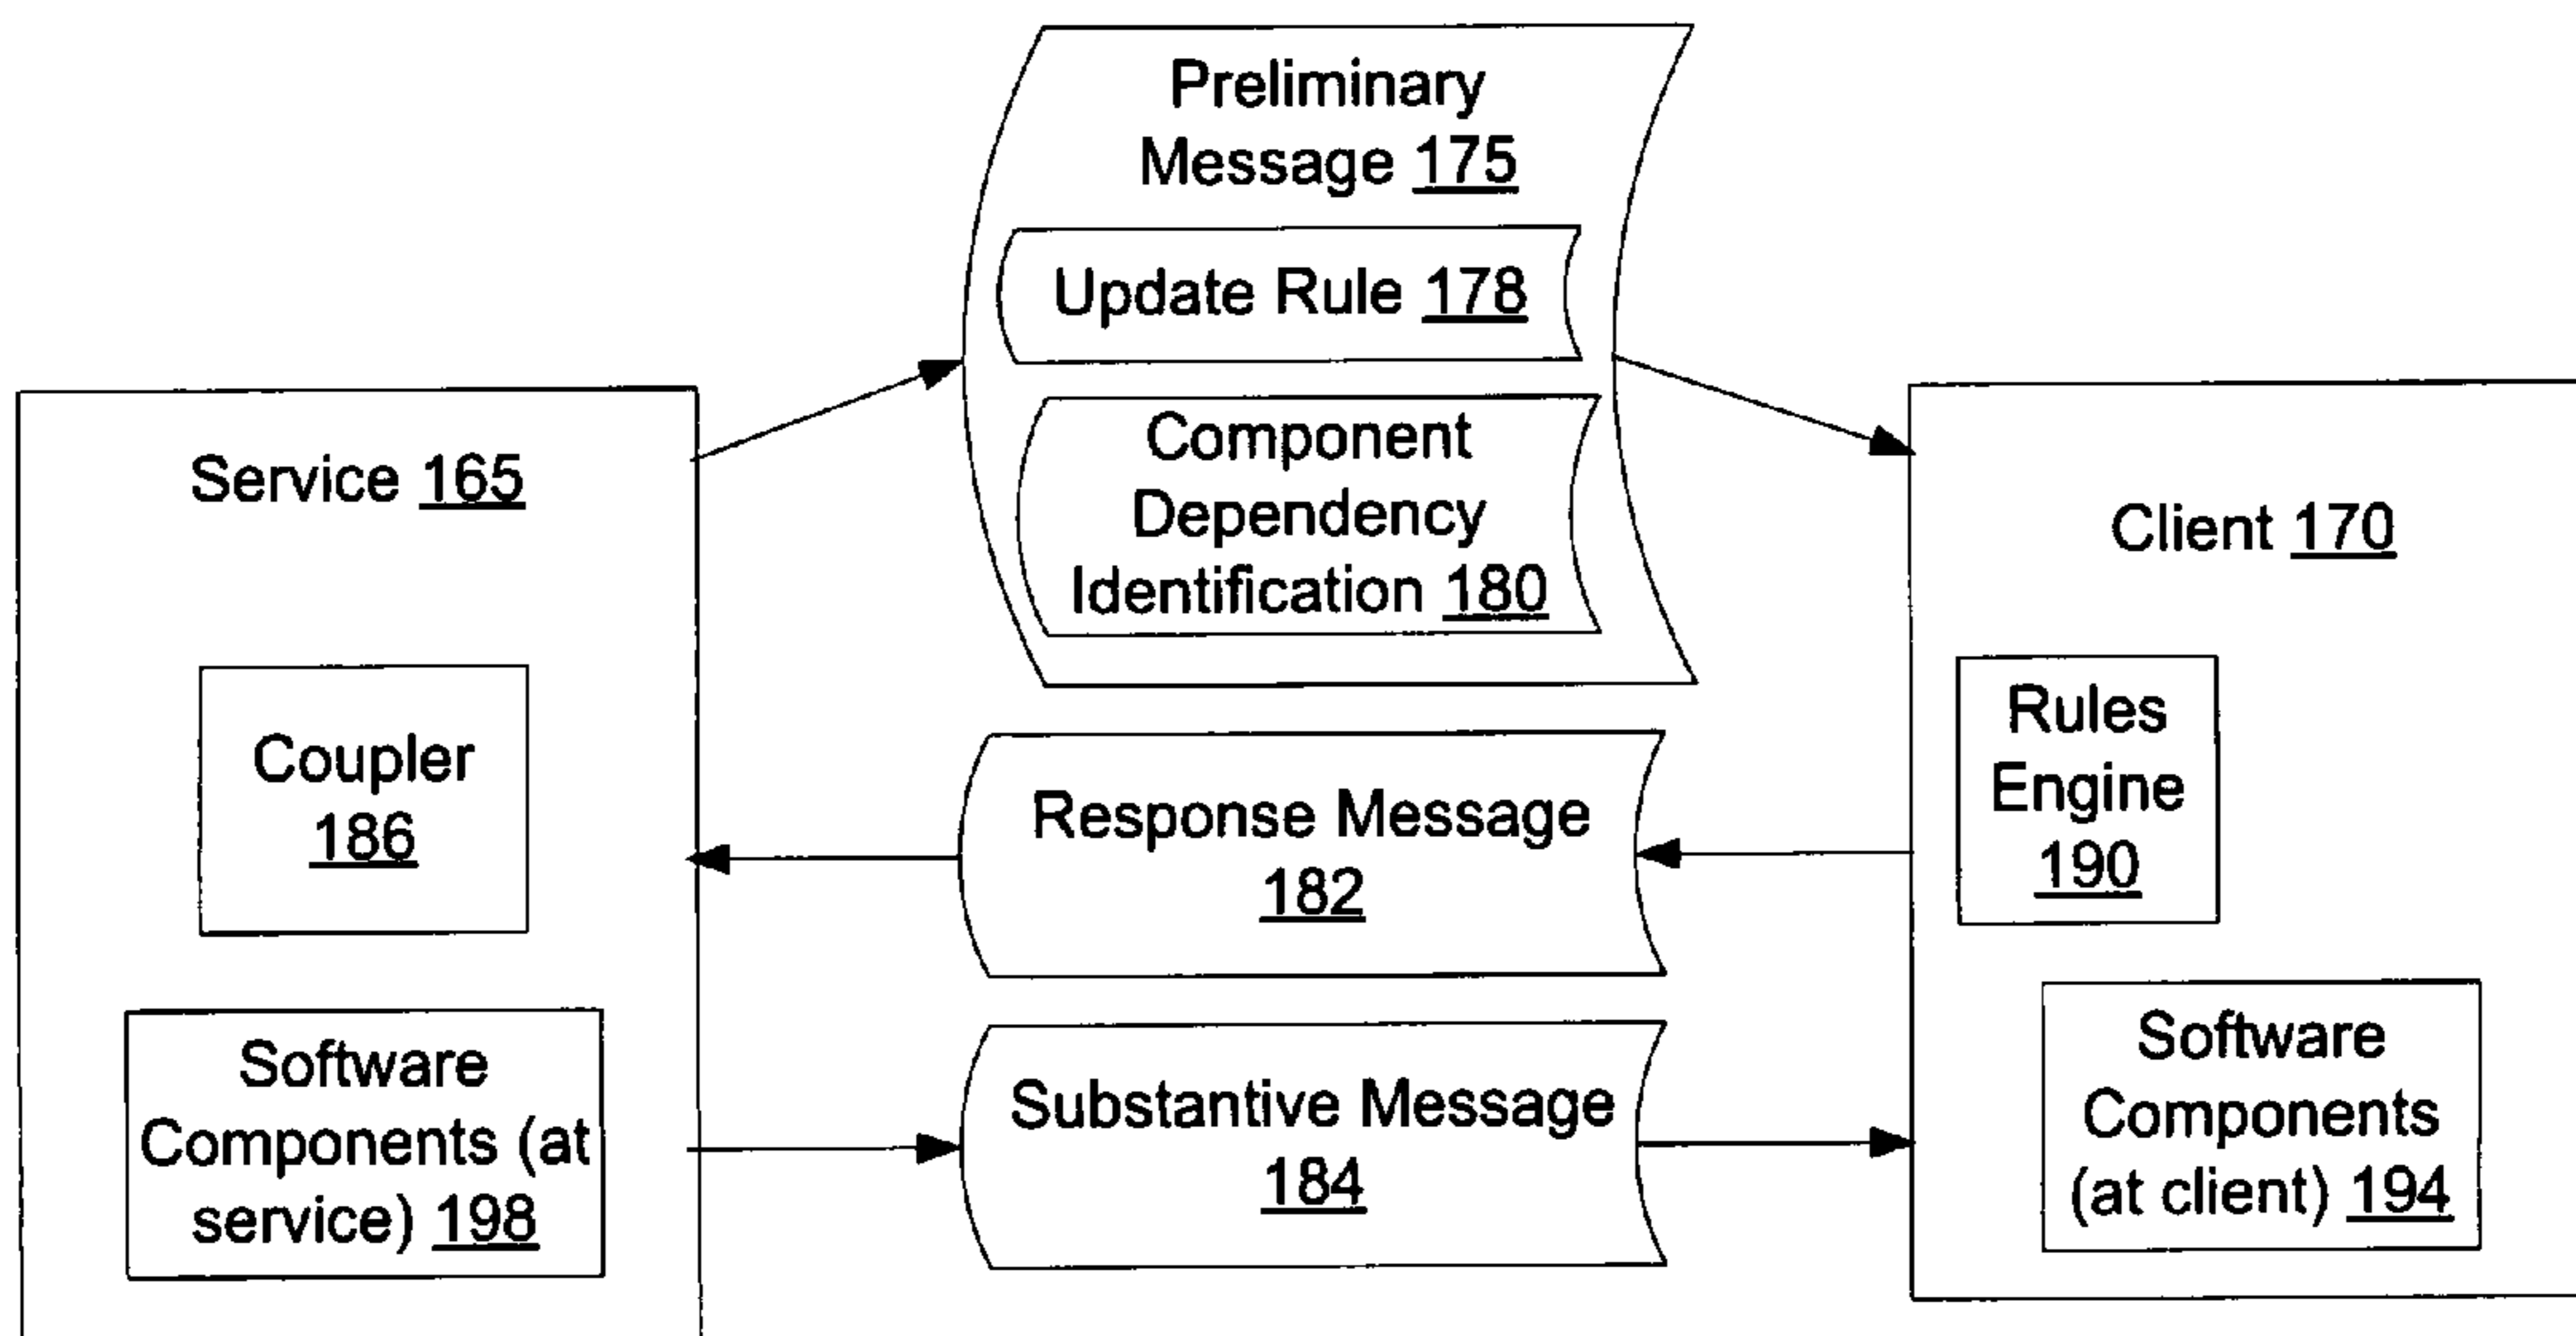 Preliminary
Message 175
Update Rule 178
Component
Dependency
Identification 180
Service 165
Coupler
186
Software
Components (at
service) 198
Response Message
182
Substantive Message
184
Client 170
Rules
Engine
190
Software
Components
(at client) 194